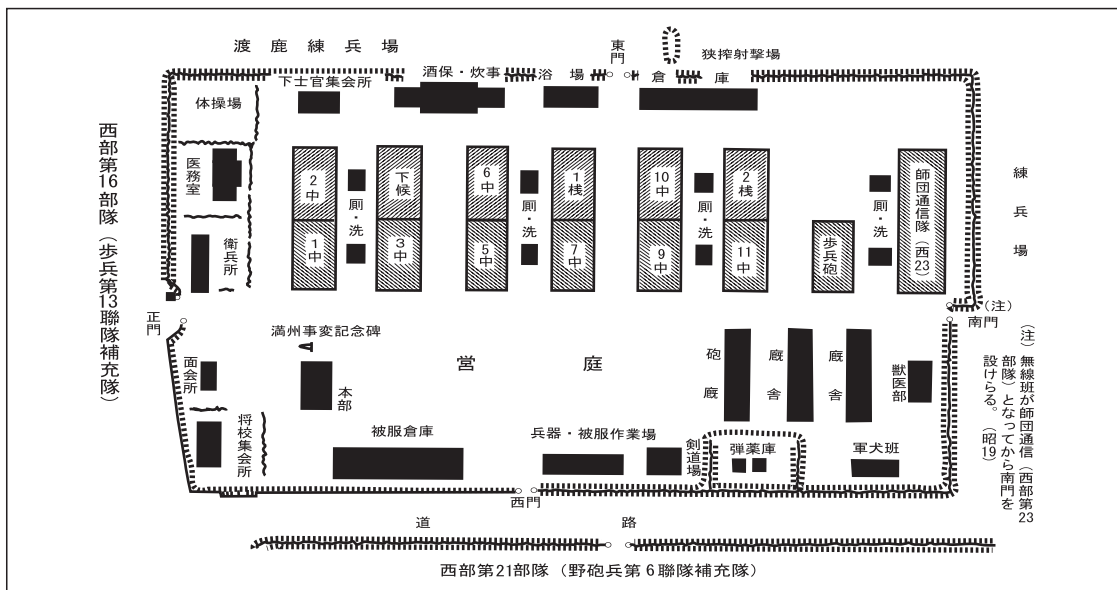 渡鹿練兵場
東門
狭搾射撃場
下士官集会所
酒保・炊事
浴場
倉庫
体操場
医務室
衛兵所
2中
1中
厠・洗
下候
3中
6中
5中
厠・洗
1桟
7中
10中
9中
厠・洗
2桟
11中
歩兵砲
厠・洗
師団通信隊(西23)
練兵場
西部第16部隊(歩兵第13聯隊補充隊)
正門
(注)
南門
満州事変記念碑
営庭
面会所
本部
将校集会所
被服倉庫
兵器・被服作業場
剣道場
砲廠
厩舎
厩舎
獣医部
弾薬庫
軍犬班
西門
(注)無線班が師団通信(西部第23
部隊)となってから南門を
設けらる。(昭19)
道路
西部第21部隊(野砲兵第6聯隊補充隊)